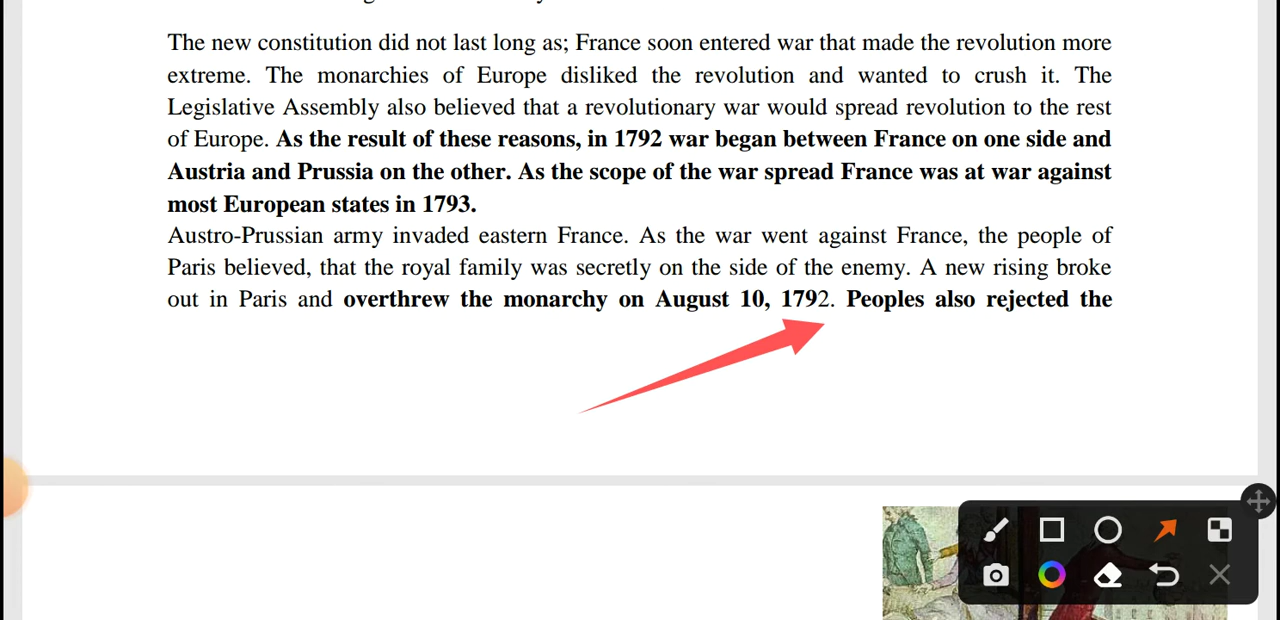 The new constitution did not last long as; France soon entered war that made the revolution more
extreme. The monarchies of Europe disliked the revolution and wanted to crush it. The
Legislative Assembly also believed that a revolutionary war would spread revolution to the rest
of Europe. As the result of these reasons, in 1792 war began between France on one side and
Austria and Prussia on the other. As the scope of the war spread France was at war against
most European states in 1793.
Austro-Prussian army invaded eastern France. As the war went against France, the people of
Paris believed, that the royal family was secretly on the side of the enemy. A new rising broke
out in Paris and overthrew the monarchy on August 10, 1792. Peoples also rejected the